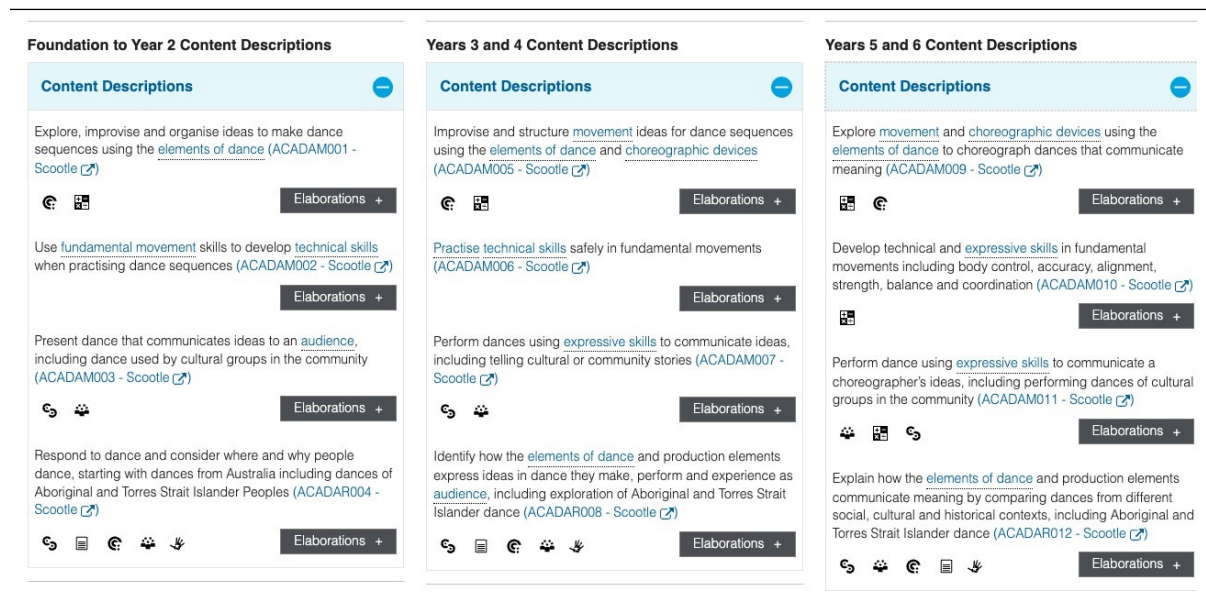 Foundation to Year 2 Content Descriptions
Content Descriptions
Explore, improvise and organise ideas to make dance
sequences using the elements of dance (ACADAM001 -
Scootle)
Elaborations +
Use fundamental movement skills to develop technical skills
when practising dance sequences (ACADAM002 - Scootle)
Elaborations +
Present dance that communicates ideas to an audience,
including dance used by cultural groups in the community
(ACADAM003 - Scootle)
Elaborations +
Respond to dance and consider where and why people
dance, starting with dances from Australia including dances of
Aboriginal and Torres Strait Islander Peoples (ACADAR004 -
Scootle)
Elaborations +
Years 3 and 4 Content Descriptions
Content Descriptions
Improvise and structure movement ideas for dance sequences
using the elements of dance and choreographic devices
(ACADAM005 - Scootle)
Elaborations +
Practise technical skills safely in fundamental movements
(ACADAM006 - Scootle)
Elaborations +
Perform dances using expressive skills to communicate ideas,
including telling cultural or community stories (ACADAM007 -
Scootle)
Elaborations +
Identify how the elements of dance and production elements
express ideas in dance they make, perform and experience as
audience, including exploration of Aboriginal and Torres Strait
Islander dance (ACADAR008 - Scootle)
Elaborations +
Years 5 and 6 Content Descriptions
Content Descriptions
Explore movement and choreographic devices using the
elements of dance to choreograph dances that communicate
meaning (ACADAM009 - Scootle)
Elaborations +
Develop technical and expressive skills in fundamental
movements including body control, accuracy, alignment,
strength, balance and coordination (ACADAM010 - Scootle)
Elaborations +
Perform dance using expressive skills to communicate a
choreographer's ideas, including performing dances of cultural
groups in the community (ACADAM011 - Scootle)
Elaborations +
Explain how the elements of dance and production elements
communicate meaning by comparing dances from different
social, cultural and historical contexts, including Aboriginal and
Torres Strait Islander dance (ACADAR012 - Scootle)
Elaborations +